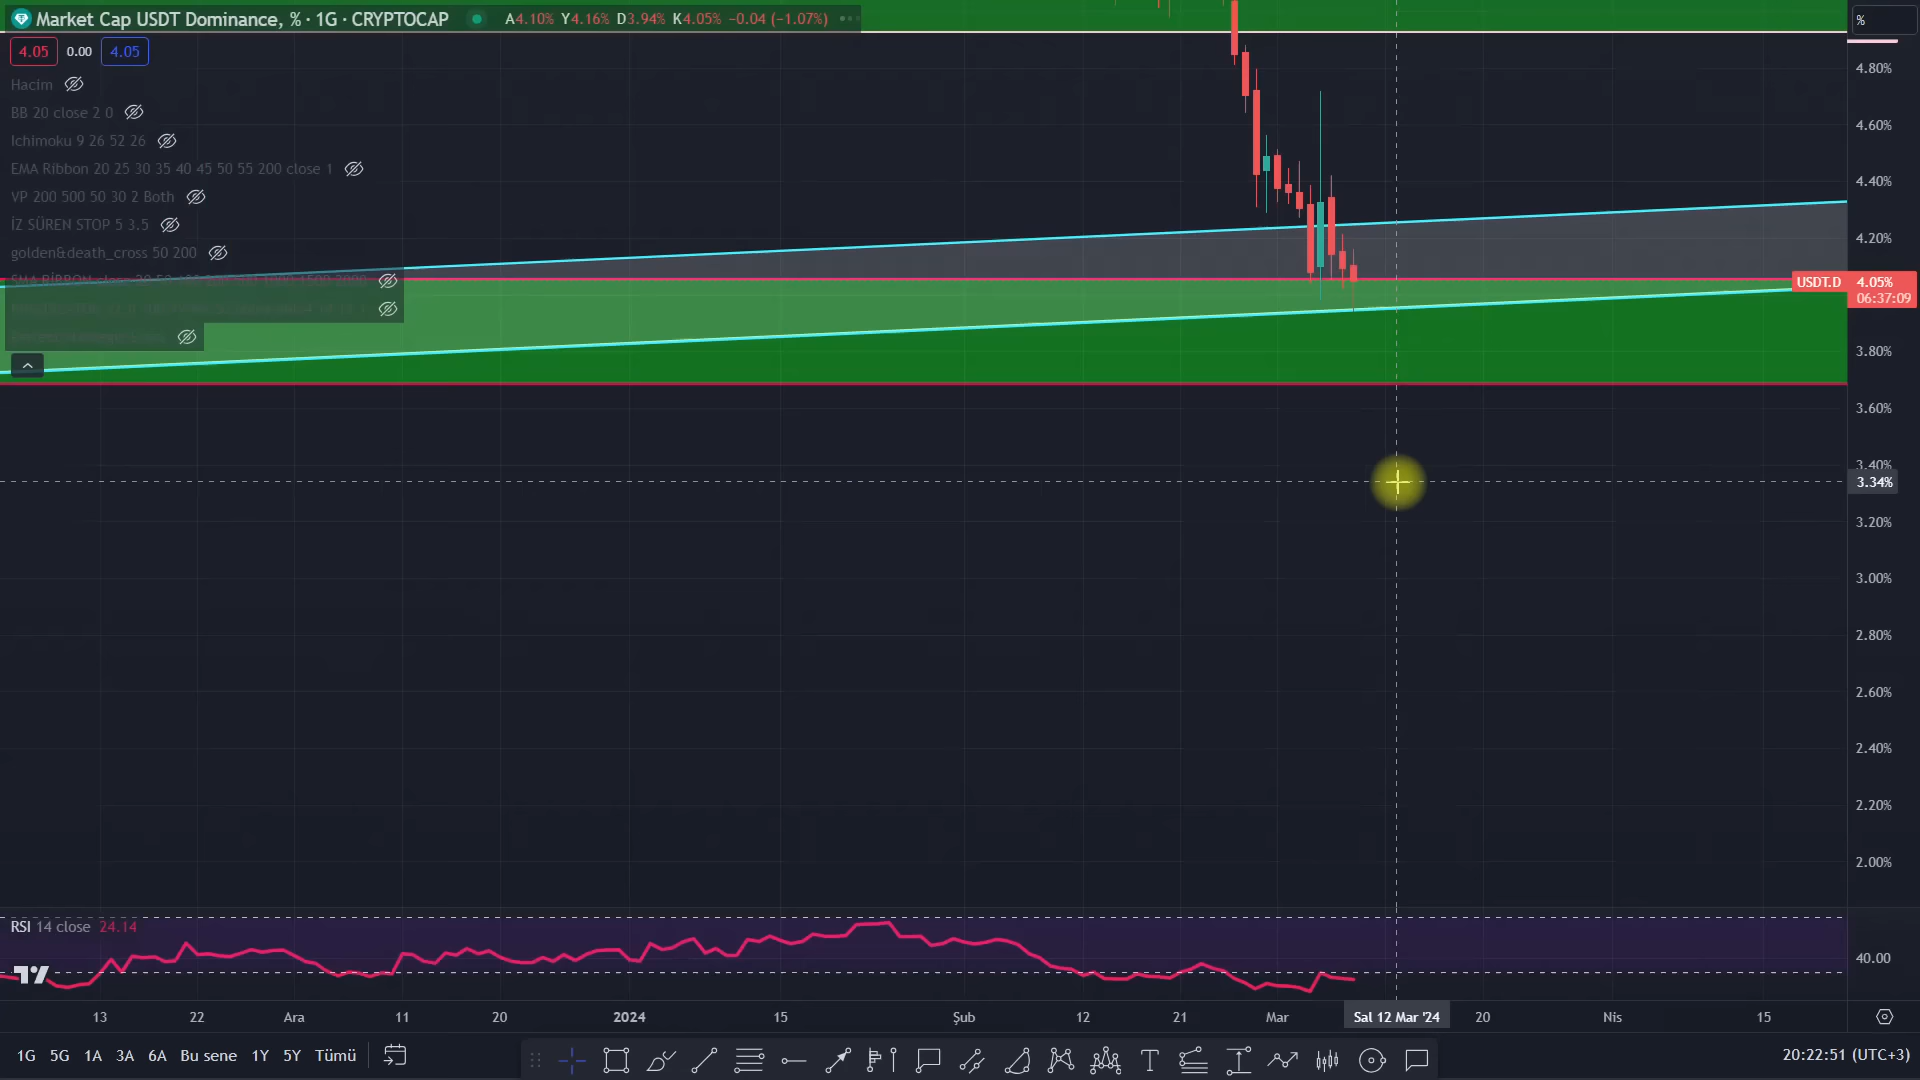 Market Cap USDT Dominance, % · 1G · CRYPTOCAP A4.10% Y4.16% D3.94% K4.05% −0.04 (−1.07%)
4.05 0.00 4.05
Hacim
BB 20 close 2 0
Ichimoku 9 26 52 26
EMA Ribbon 20 25 30 35 40 45 50 55 200 close 1
VP 200 500 50 30 2 Both
İZ SÜREN STOP 5 3.5
golden&death_cross 50 200
%
4.80%
4.60%
4.40%
4.20%
USDT.D 4.05%
06:37:09
3.80%
3.60%
3.40%
3.34%
3.20%
3.00%
2.80%
2.60%
2.40%
2.20%
2.00%
RSI 14 close 24.14
40.00
13 22 Ara 11 20 2024 15 Şub 12 21 Mar Sal 12 Mar '24 20 Nis 15
1G 5G 1A 3A 6A Bu sene 1Y 5Y Tümü
20:22:51 (UTC+3)